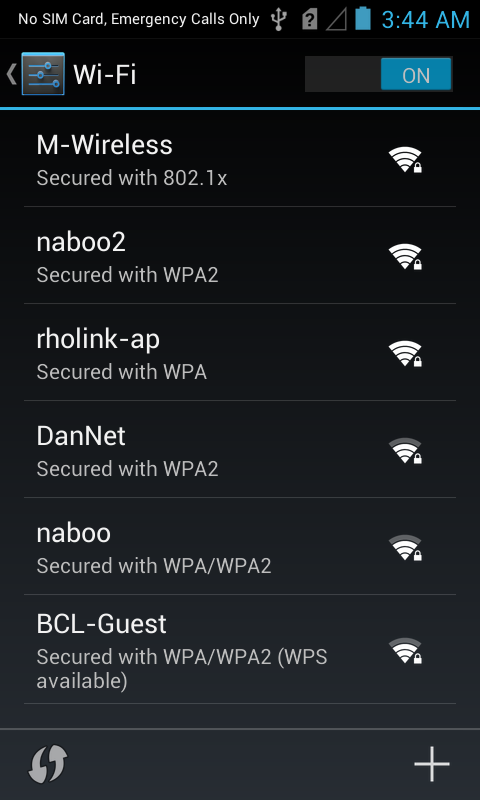 No SIM Card, Emergency Calls Only 3:44 AM
Wi-Fi ON
M-Wireless
Secured with 802.1x
naboo2
Secured with WPA2
rholink-ap
Secured with WPA
DanNet
Secured with WPA2
naboo
Secured with WPA/WPA2
BCL-Guest
Secured with WPA/WPA2 (WPS
available)